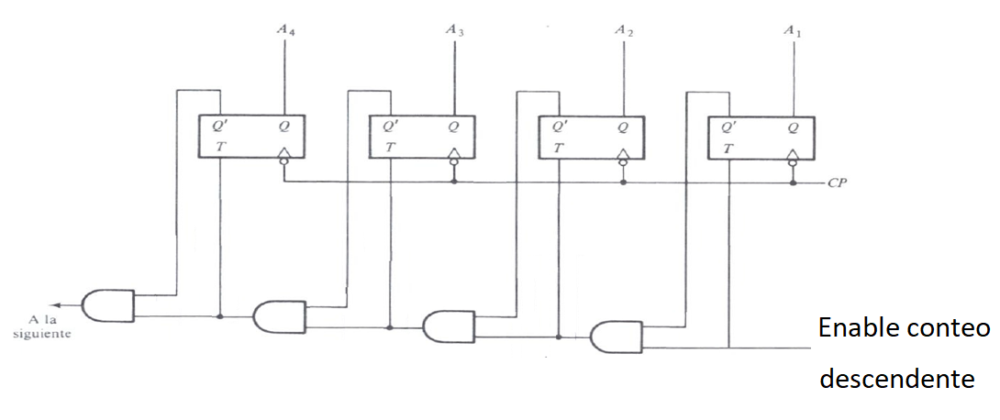 A4 A3 A2 A1
Q' Q Q' Q Q' Q Q' Q
T T T T
CP
A la
siguiente
Enable conteo
descendente